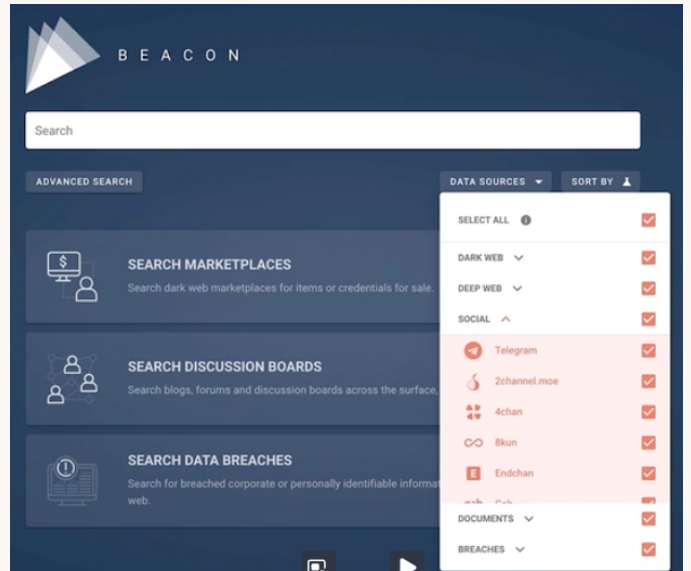 BEACON
Search
ADVANCED SEARCH
DATA SOURCES
SORT BY
SELECT ALL
DARK WEB
DEEP WEB
SOCIAL
Telegram
2channel.moe
4chan
8kun
E Endchan
DOCUMENTS
BREACHES
$
SEARCH MARKETPLACES
Search dark web marketplaces for items or credentials for sale.
SEARCH DISCUSSION BOARDS
Search blogs, forums and discussion boards across the surface,
SEARCH DATA BREACHES
Search for breached corporate or personally identifiable informat
web.